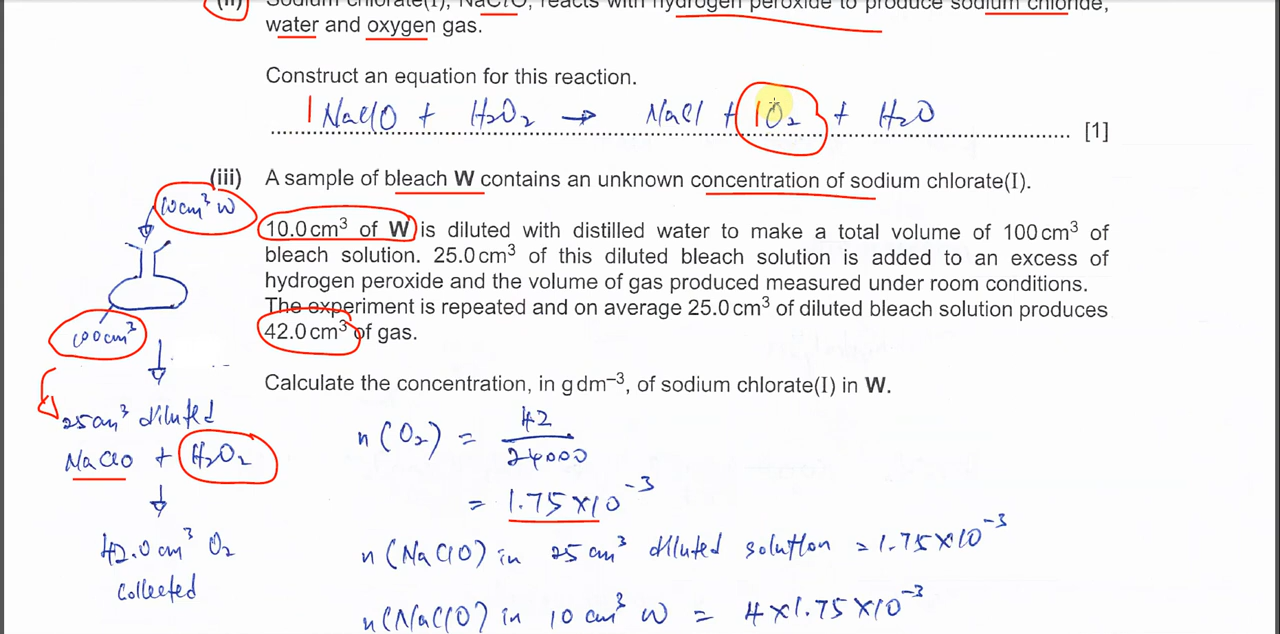 (ii) Sodium chlorate(I), NaClO, reacts with hydrogen peroxide to produce sodium chloride,
water and oxygen gas.
Construct an equation for this reaction.
1 NaClO + H₂O₂ → NaCl + 1O₂ + H₂O
[1]
(iii) A sample of bleach W contains an unknown concentration of sodium chlorate(I).
10.0 cm³ of W is diluted with distilled water to make a total volume of 100 cm³ of
bleach solution. 25.0 cm³ of this diluted bleach solution is added to an excess of
hydrogen peroxide and the volume of gas produced measured under room conditions.
The experiment is repeated and on average 25.0 cm³ of diluted bleach solution produces
42.0 cm³ of gas.
Calculate the concentration, in g dm⁻³, of sodium chlorate(I) in W.
10cm³ W
100cm³
25cm³ diluted
NaClO + H₂O₂
42.0cm³ O₂
collected
n(O₂) = 42/24000
= 1.75×10⁻³
n(NaClO) in 25cm³ diluted solution = 1.75×10⁻³
n(NaClO) in 10 cm³ W = 4×1.75×10⁻³